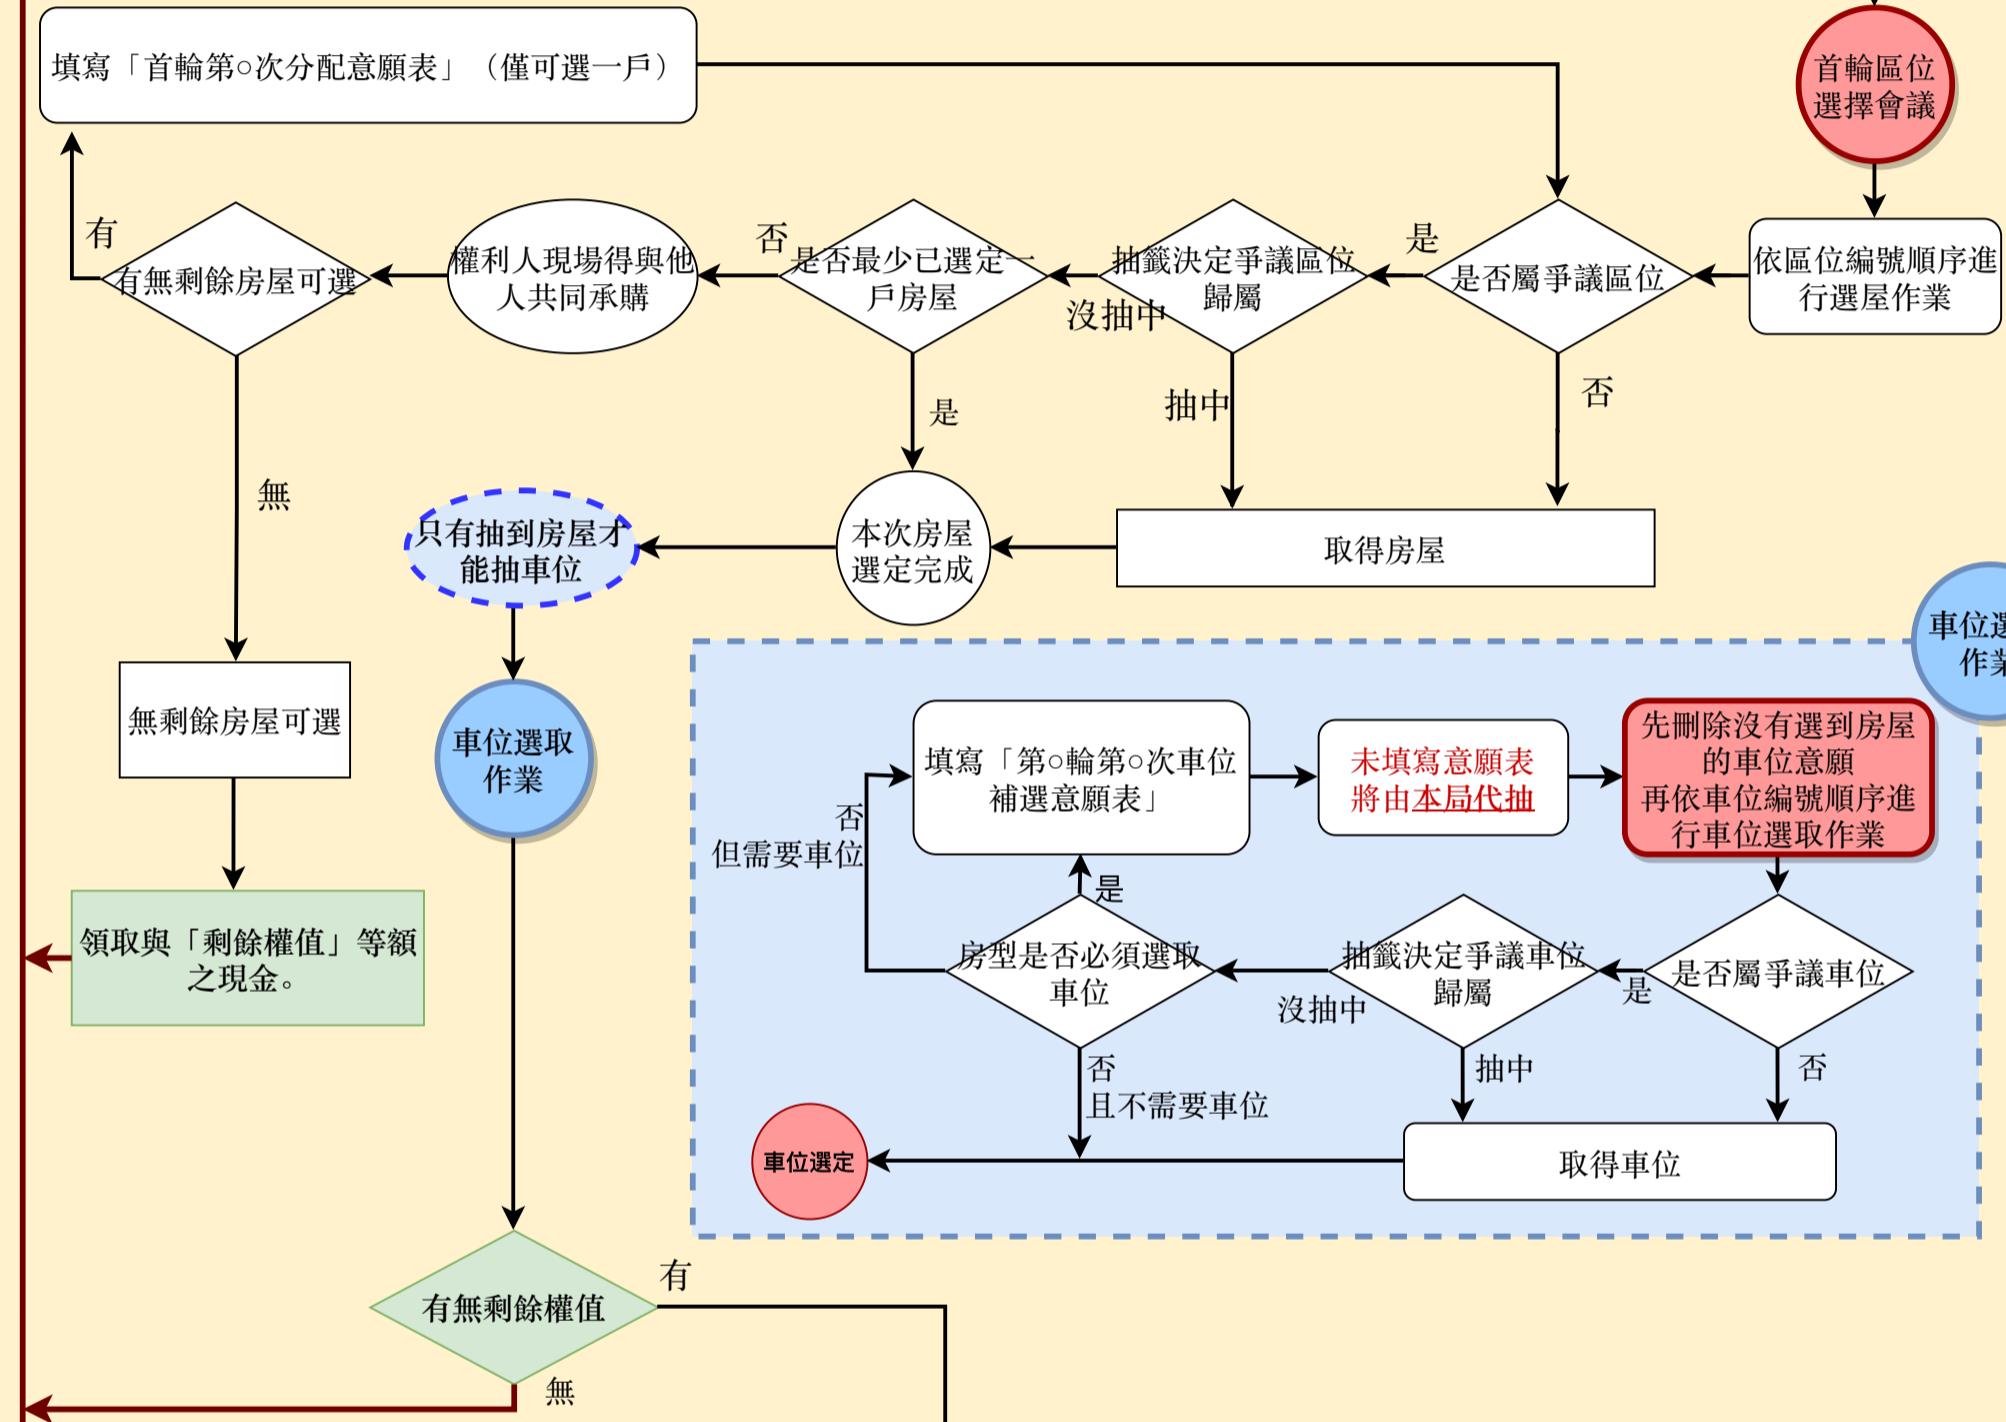 填寫「首輪第○次分配意願表」（僅可選一戶）
首輪區位
選擇會議
有
有無剩餘房屋可選
權利人現場得與他
人共同承購
否
是否最少已選定一
戶房屋
沒抽中
抽籤決定爭議區位
歸屬
是
是否屬爭議區位
依區位編號順序進
行選屋作業
無
是
抽中
否
只有抽到房屋才
能抽車位
本次房屋
選定完成
取得房屋
無剩餘房屋可選
車位選取
作業
領取與「剩餘權值」等額
之現金。
車位選
作業
填寫「第○輪第○次車位
補選意願表」
未填寫意願表
將由本局代抽
先刪除沒有選到房屋
的車位意願
再依車位編號順序進
行車位選取作業
否
但需要車位
是
房型是否必須選取
車位
沒抽中
抽籤決定爭議車位
歸屬
是
是否屬爭議車位
否
且不需要車位
抽中
否
車位選定
取得車位
有無剩餘權值
有
無